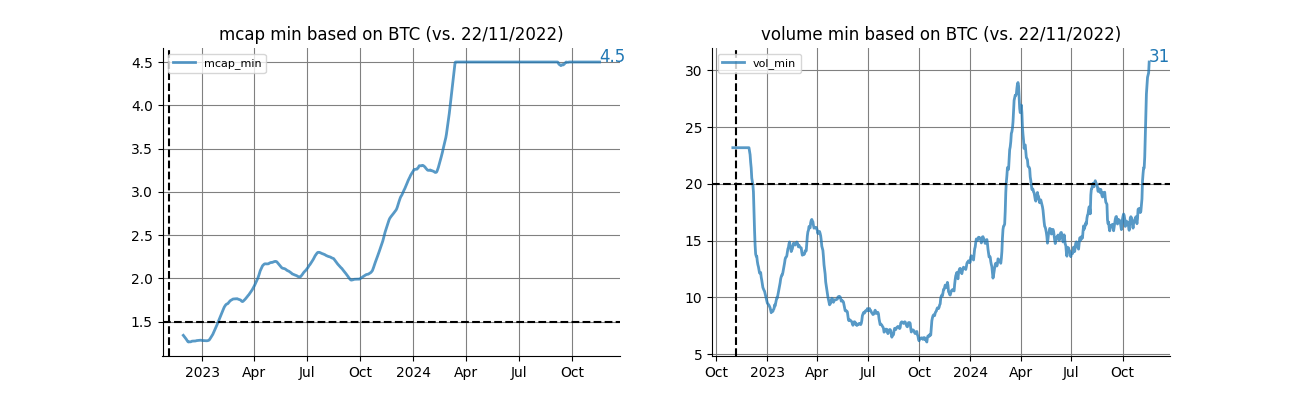 mcap min based on BTC (vs. 22/11/2022)
4.5
mcap_min
4.5
4.0
3.5
3.0
2.5
2.0
1.5
2023 Apr Jul Oct 2024 Apr Jul Oct
volume min based on BTC (vs. 22/11/2022)
31
vol_min
30
25
20
15
10
5
Oct 2023 Apr Jul Oct 2024 Apr Jul Oct